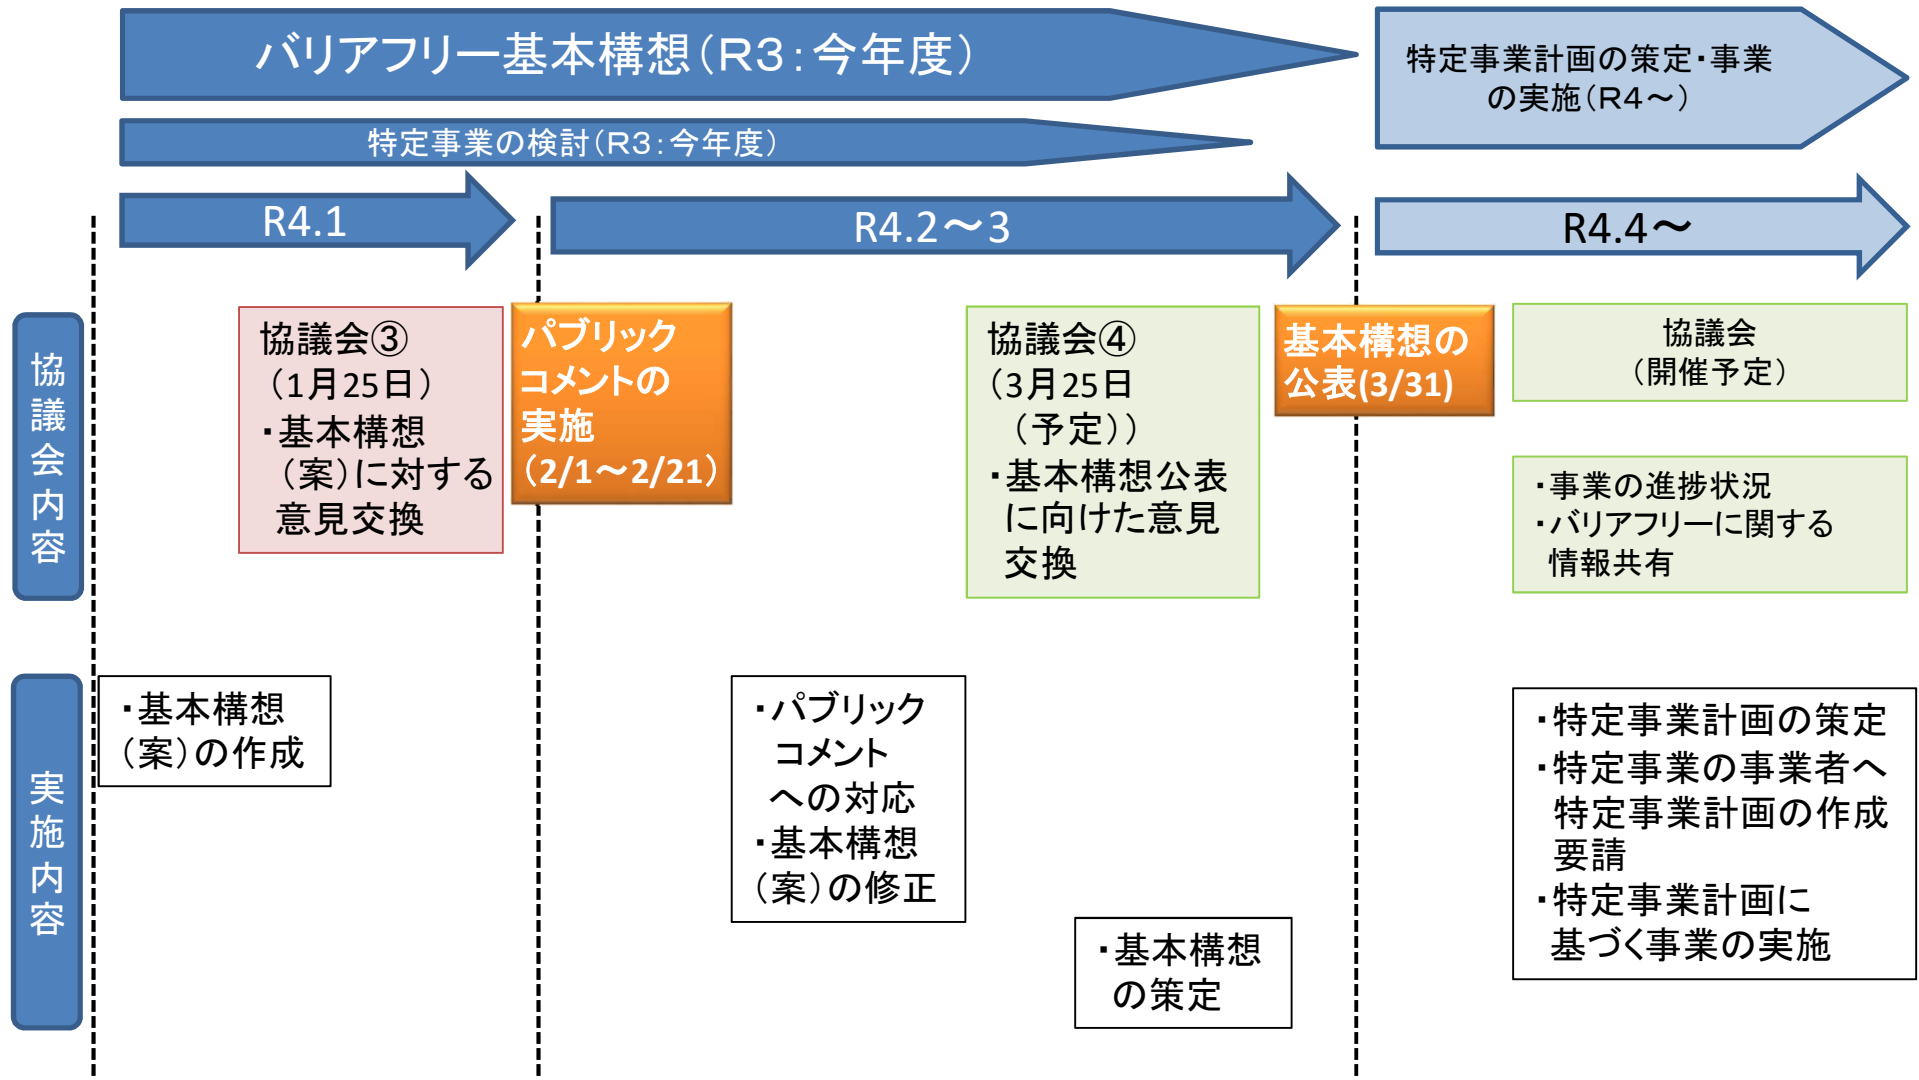 バリアフリー基本構想（R3：今年度）
特定事業計画の策定・事業
の実施（R4～）
特定事業の検討（R3：今年度）
R4.1
R4.2～3
R4.4～
協議会内容
協議会③
（1月25日）
・基本構想
（案）に対する
意見交換
パブリック
コメントの
実施
（2/1～2/21）
協議会④
（3月25日
（予定））
・基本構想公表
に向けた意見
交換
基本構想の
公表(3/31)
協議会
（開催予定）
・事業の進捗状況
・バリアフリーに関する
情報共有
実施内容
・基本構想
（案）の作成
・パブリック
コメント
への対応
・基本構想
（案）の修正
・基本構想
の策定
・特定事業計画の策定
・特定事業の事業者へ
特定事業計画の作成
要請
・特定事業計画に
基づく事業の実施